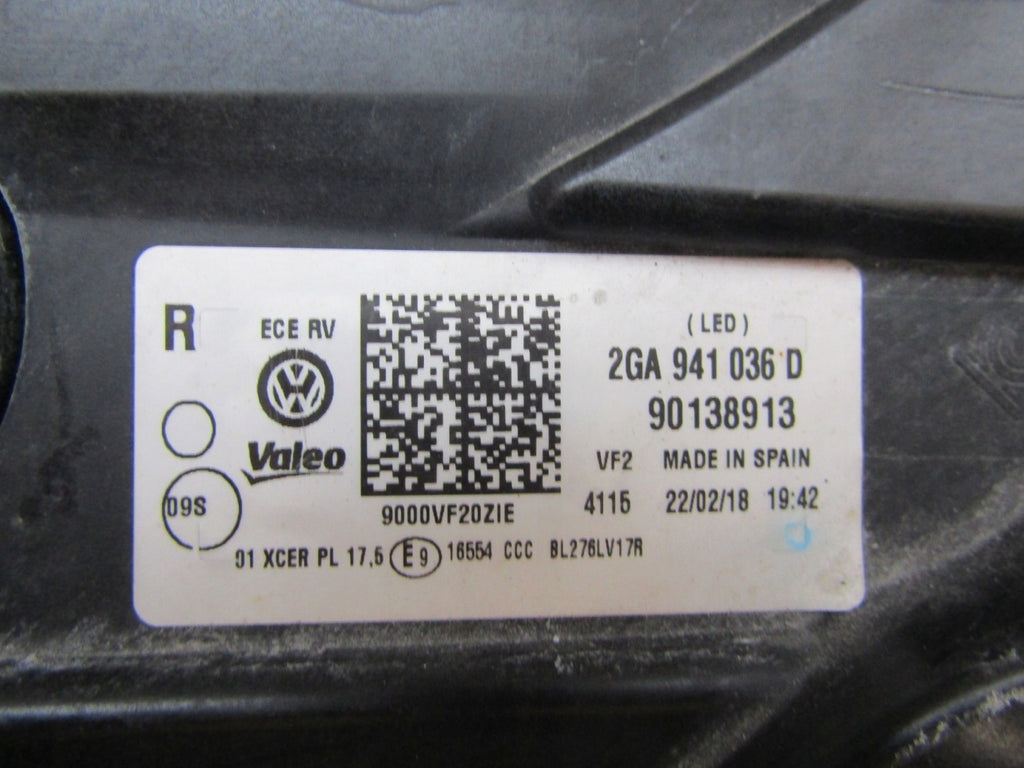 R
ECE RV
Valeo
09S
9000VF20ZIE
(LED)
2GA 941 036 D
90138913
VF2 MADE IN SPAIN
4115 22/02/18 19:42
01 XCER PL 17,5 E9 16554 CCC BL276LV17R